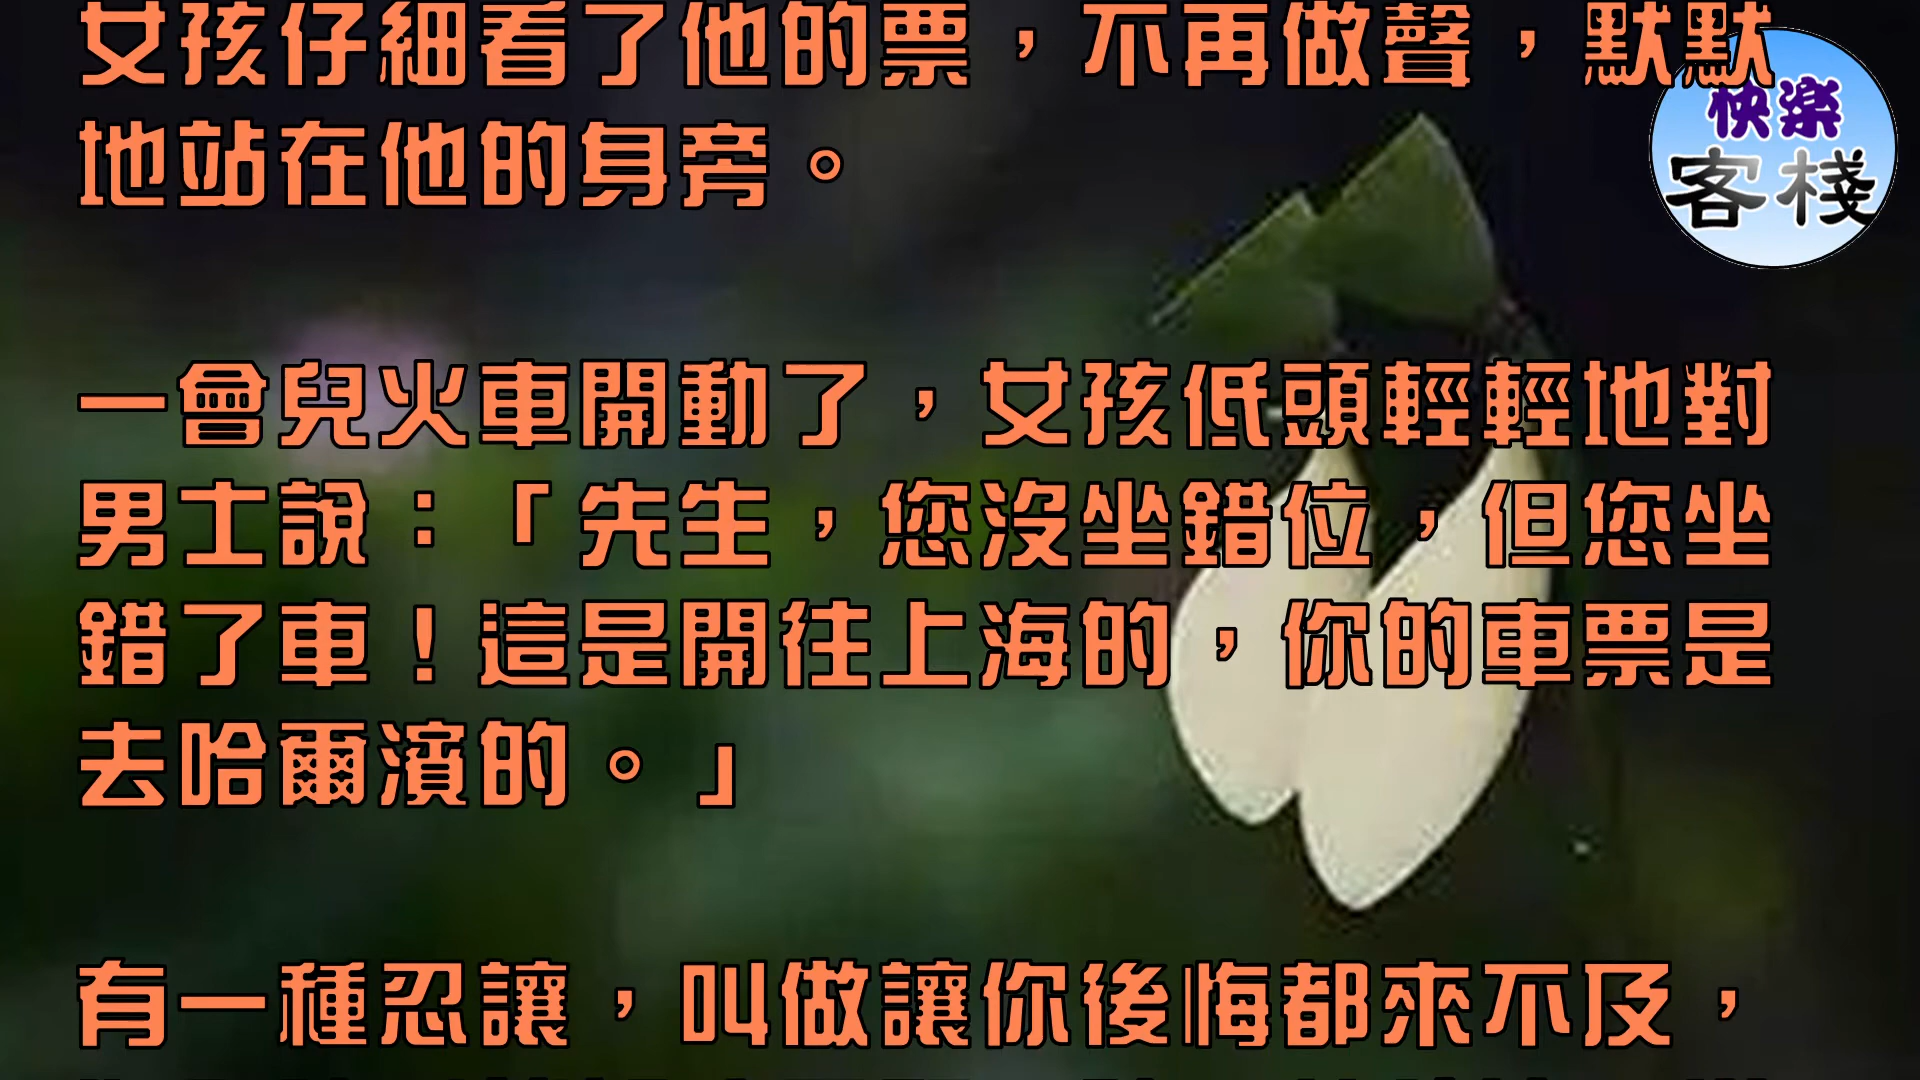 女孩仔細看了他的票，不再做聲，默默
地站在他的身旁。
快樂
客棧
一會兒火車開動了，女孩低頭輕輕地對
男士說：「先生，您沒坐錯位，但您坐
錯了車！這是開往上海的，你的車票是
去哈爾濱的。」
有一種忍讓，叫做讓你後悔都來不及，